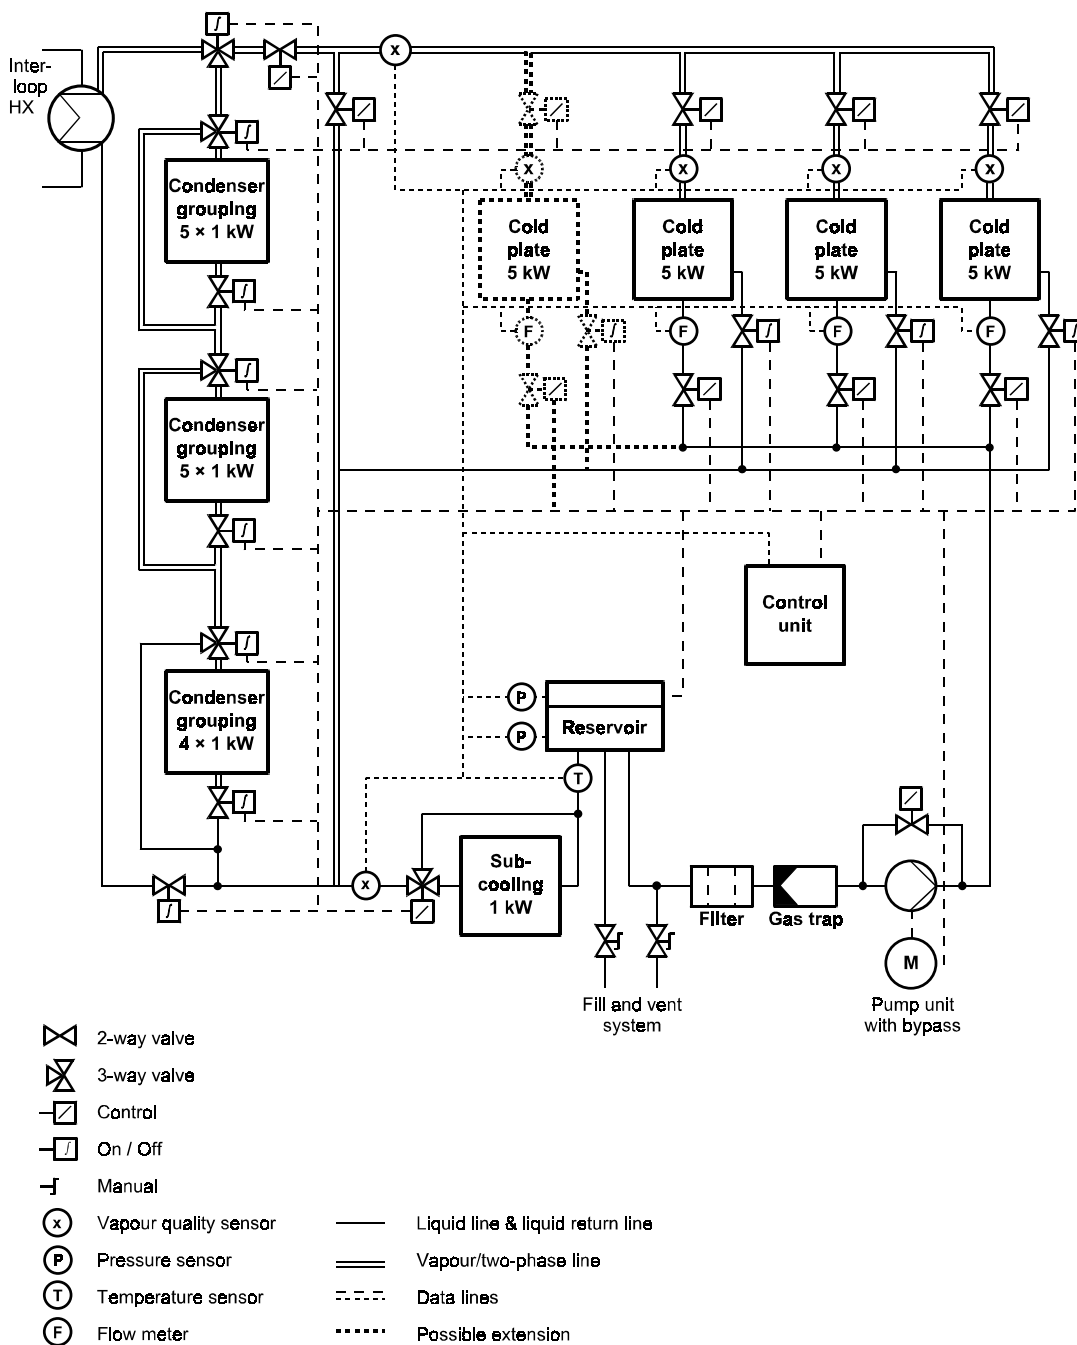 Inter-
loop
HX
x
Condenser
grouping
5 × 1 kW
x
x
x
x
Cold
plate
5 kW
Cold
plate
5 kW
Cold
plate
5 kW
Cold
plate
5 kW
F
F
F
F
Condenser
grouping
5 × 1 kW
Control
unit
Condenser
grouping
4 × 1 kW
P
P
Reservoir
T
x
Sub-
cooling
1 kW
Filter
Gas trap
M
Fill and vent
system
Pump unit
with bypass
2-way valve
3-way valve
Control
On / Off
Manual
x Vapour quality sensor
Liquid line & liquid return line
P Pressure sensor
Vapour/two-phase line
T Temperature sensor
Data lines
F Flow meter
Possible extension